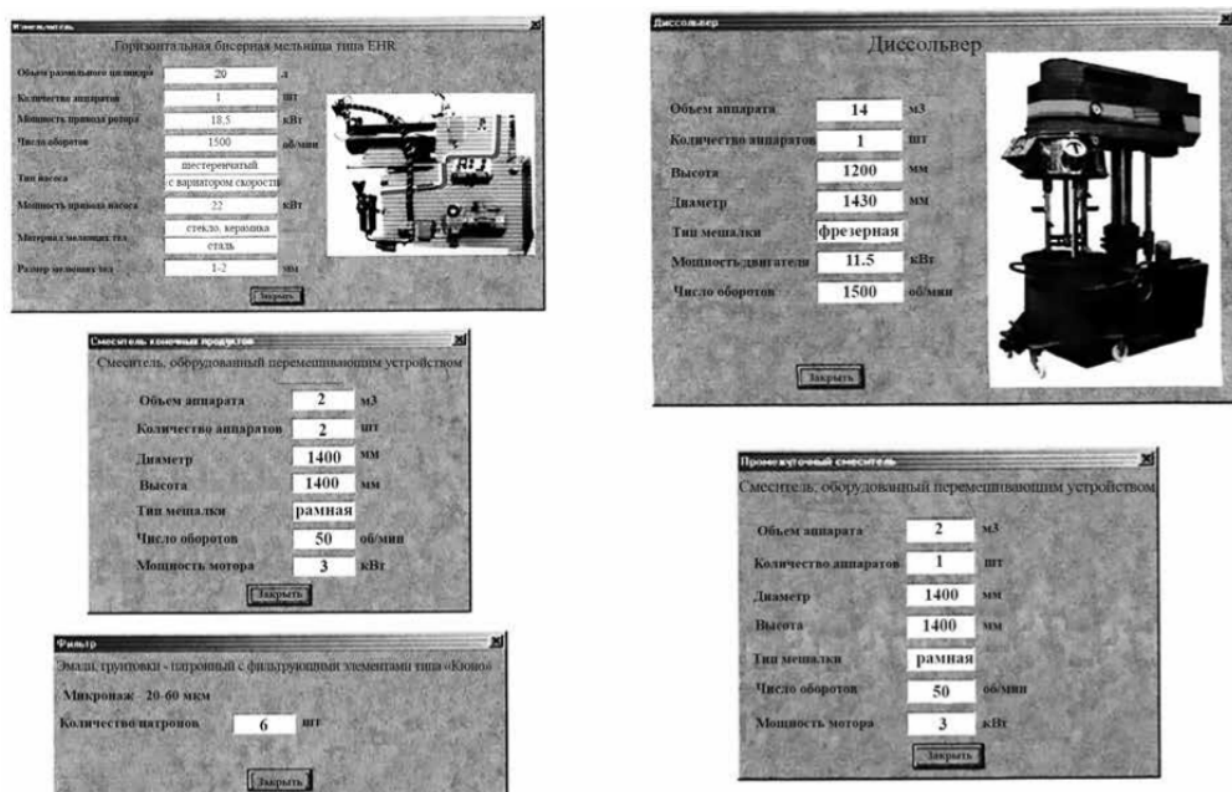 Измельчитель
Горизонтальная бисерная мельница типа EHR
Объем размольного цилиндра 20 л
Количество аппаратов 1 шт
Мощность привода ротора 18.5 кВт
Число оборотов 1500 об/мин
Тип насоса шестеренчатый
с вариатором скорости
Мощность привода насоса 22 кВт
Материал мелющих тел стекло, керамика
сталь
Размер мелющих тел 1-2 мм
Закрыть
Диссольвер
Диссольвер
Объем аппарата 14 м3
Количество аппаратов 1 шт
Высота 1200 мм
Диаметр 1430 мм
Тип мешалки фрезерная
Мощность двигателя 11.5 кВт
Число оборотов 1500 об/мин
Закрыть
Смеситель конечных продуктов
Смеситель, оборудованный перемешивающим устройством
Объем аппарата 2 м3
Количество аппаратов 2 шт
Диаметр 1400 мм
Высота 1400 мм
Тип мешалки рамная
Число оборотов 50 об/мин
Мощность мотора 3 кВт
Закрыть
Промежуточный смеситель
Смеситель, оборудованный перемешивающим устройством
Объем аппарата 2 м3
Количество аппаратов 1 шт
Диаметр 1400 мм
Высота 1400 мм
Тип мешалки рамная
Число оборотов 50 об/мин
Мощность мотора 3 кВт
Закрыть
Фильтр
Эмали, грунтовки - патронный с фильтрующими элементами типа «Кюно»
Микронаж 20-60 мкм
Количество патронов 6 шт
Закрыть